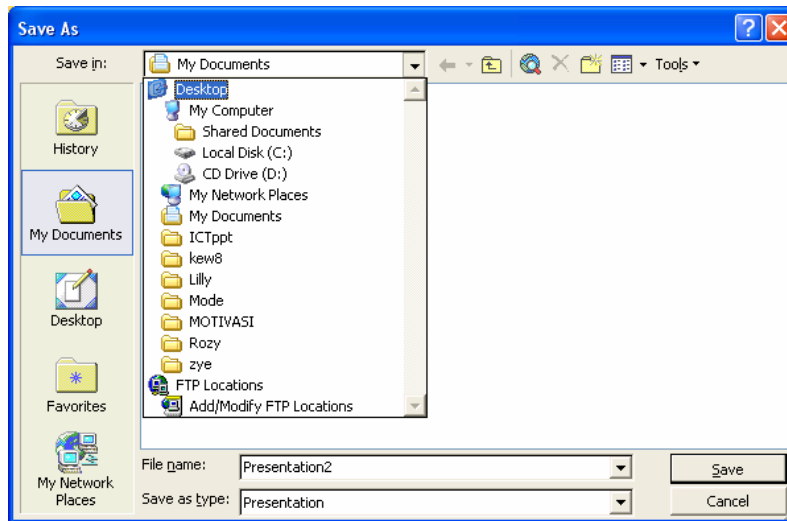 Save As
Save in:
My Documents
Tools
Desktop
My Computer
Shared Documents
Local Disk (C:)
CD Drive (D:)
My Network Places
My Documents
ICTppt
kew8
Lilly
Mode
MOTIVASI
Rozy
zye
FTP Locations
Add/Modify FTP Locations
History
My Documents
Desktop
Favorites
My Network
Places
File name:
Presentation2
Save
Save as type:
Presentation
Cancel